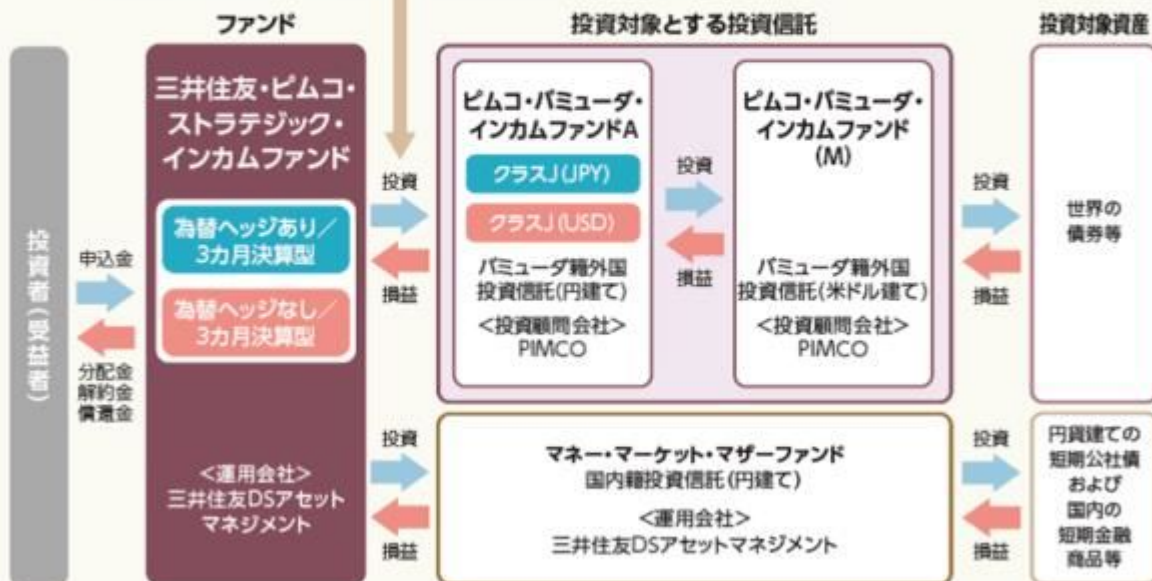 ファンド
投資対象とする投資信託
投資対象資産
投資者(受益者)
申込金
分配金
解約金
償還金
三井住友・ピムコ・
ストラテジック・
インカムファンド
為替ヘッジあり/
3カ月決算型
為替ヘッジなし/
3カ月決算型
<運用会社>
三井住友DSアセット
マネジメント
投資
損益
ピムコ・バミューダ・
インカムファンドA
クラスJ(JPY)
クラスJ(USD)
バミューダ籍外国
投資信託(円建て)
<投資顧問会社>
PIMCO
投資
損益
ピムコ・バミューダ・
インカムファンド
(M)
バミューダ籍外国
投資信託(米ドル建て)
<投資顧問会社>
PIMCO
投資
損益
世界の
債券等
投資
損益
マネー・マーケット・マザーファンド
国内籍投資信託(円建て)
<運用会社>
三井住友DSアセットマネジメント
投資
損益
円貨建ての
短期公社債
および
国内の
短期金融
商品等